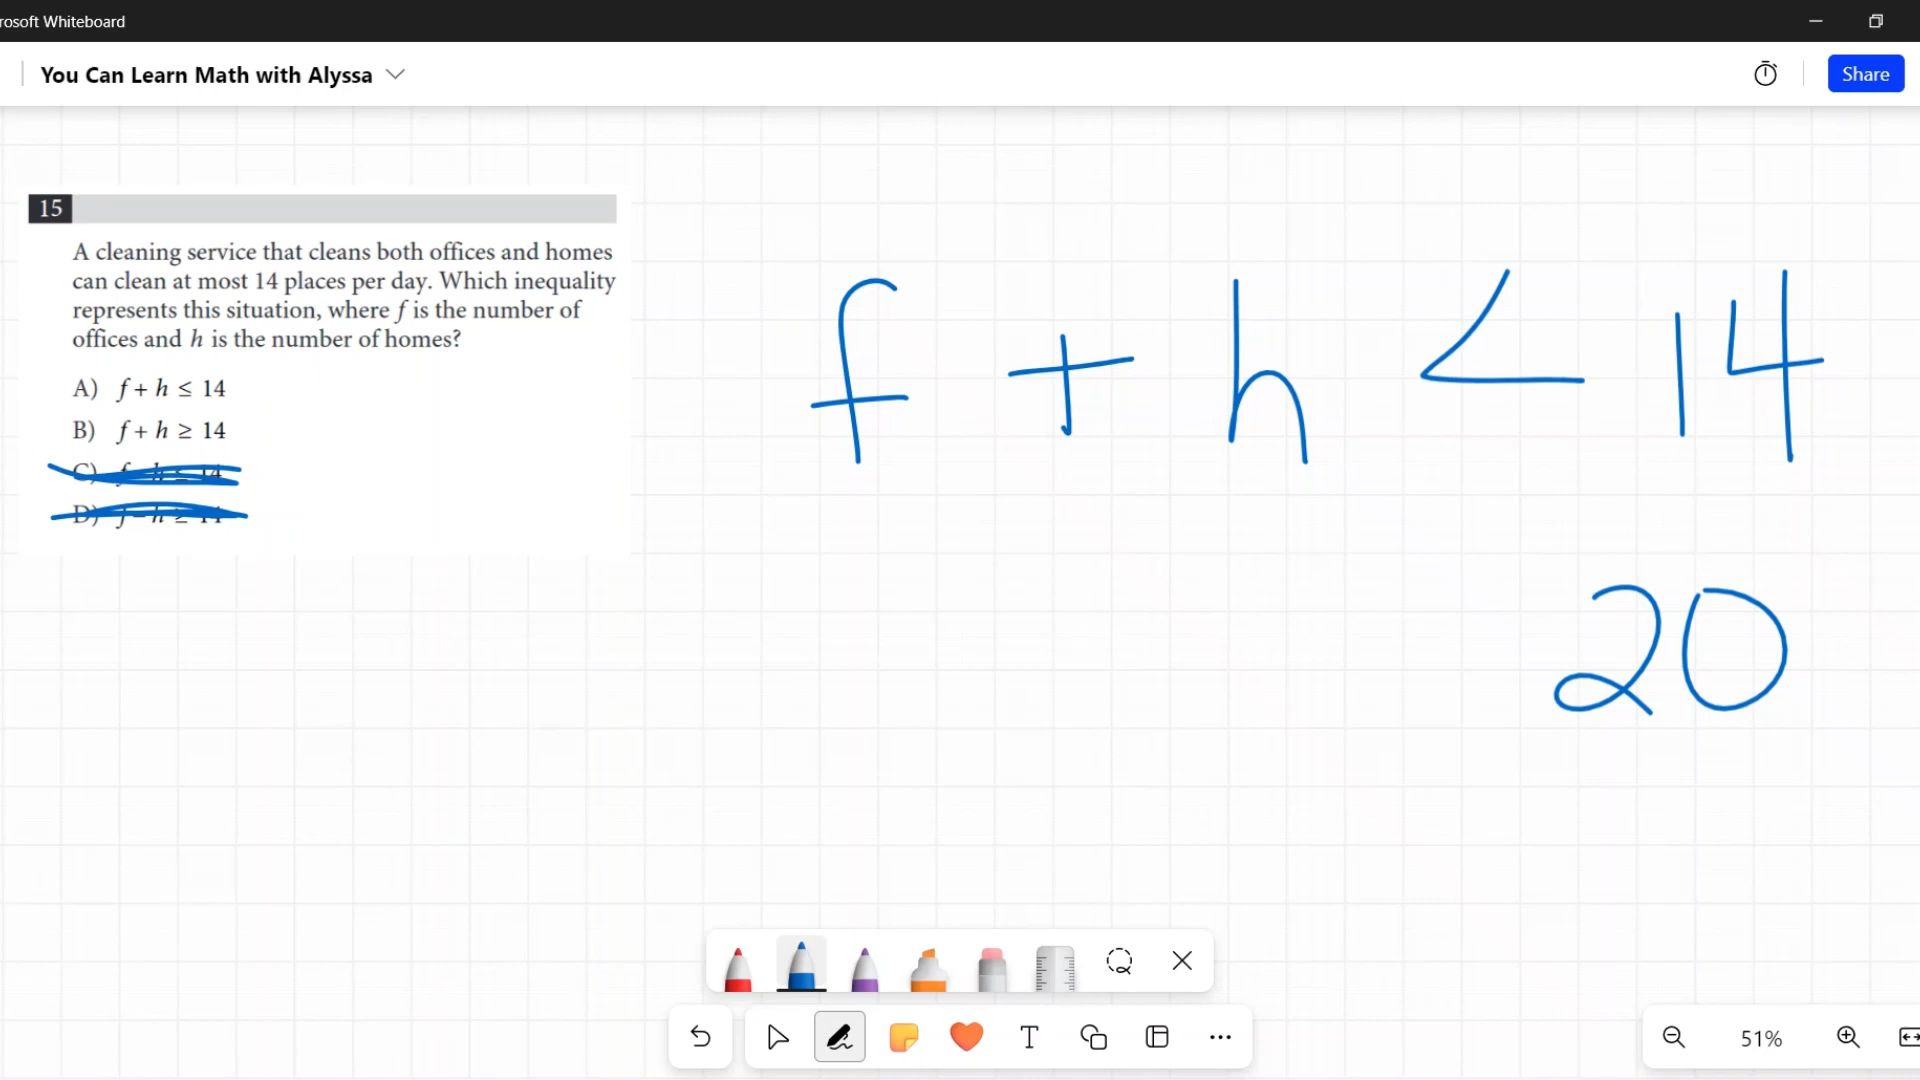 rosoft Whiteboard
You Can Learn Math with Alyssa
Share
15
A cleaning service that cleans both offices and homes
can clean at most 14 places per day. Which inequality
represents this situation, where f is the number of
offices and h is the number of homes?
A) f + h ≤ 14
B) f + h ≥ 14
C) f − h ≤ 14
D) f − h ≥ 14
f + h < 14
20
T
51%